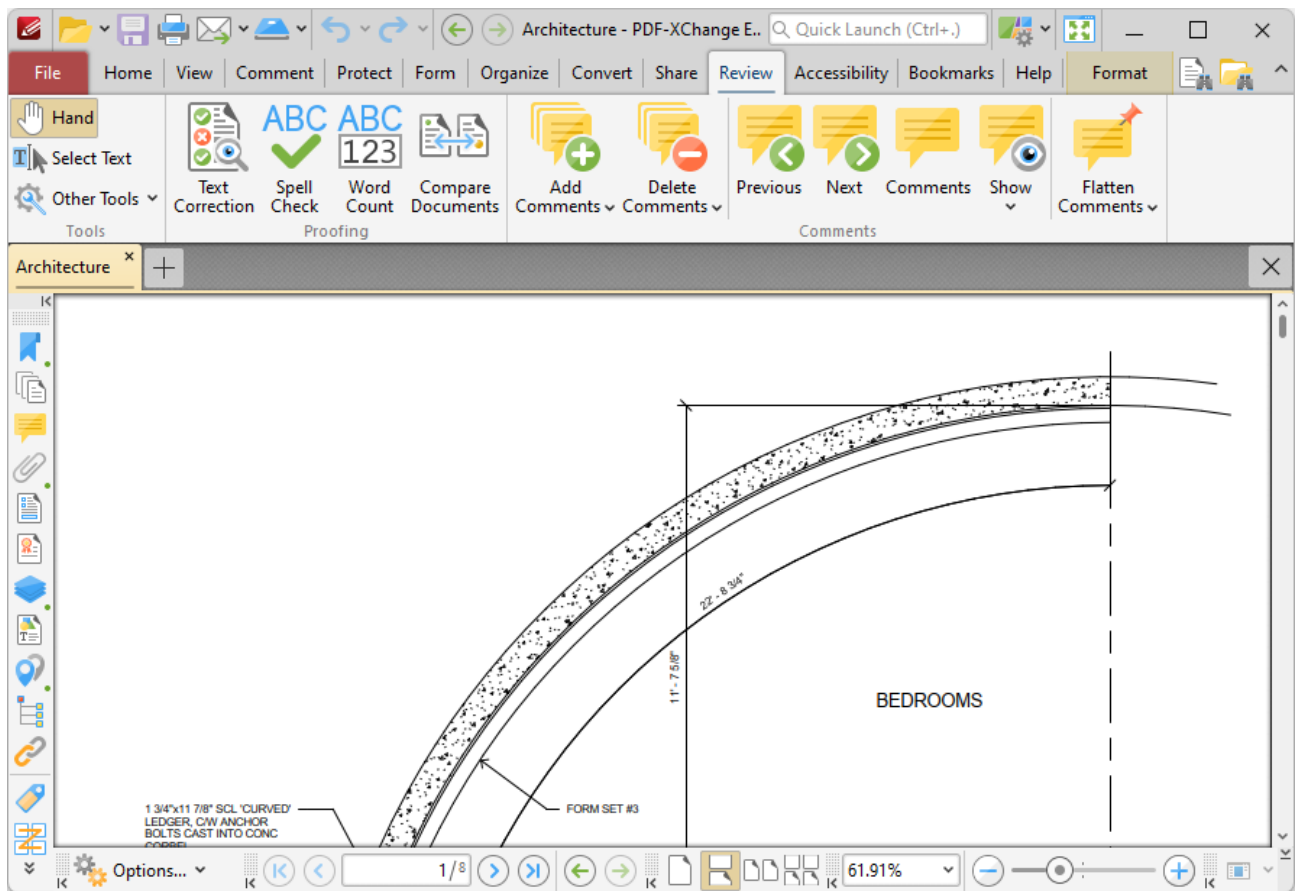 Architecture - PDF-XChange E..
Quick Launch (Ctrl+.)
File Home View Comment Protect Form Organize Convert Share Review Accessibility Bookmarks Help Format
Hand
Select Text
Other Tools
Tools
ABC
ABC
123
Text
Correction
Spell
Check
Word
Count
Compare
Documents
Proofing
Add
Comments
Delete
Comments
Previous
Next
Comments
Show
Flatten
Comments
Comments
Architecture
22' - 8 3/4"
11' - 7 5/8"
BEDROOMS
FORM SET #3
1 3/4"x11 7/8" SCL 'CURVED'
LEDGER, C/W ANCHOR
BOLTS CAST INTO CONC
CORBEL
Options...
1/8
61.91%